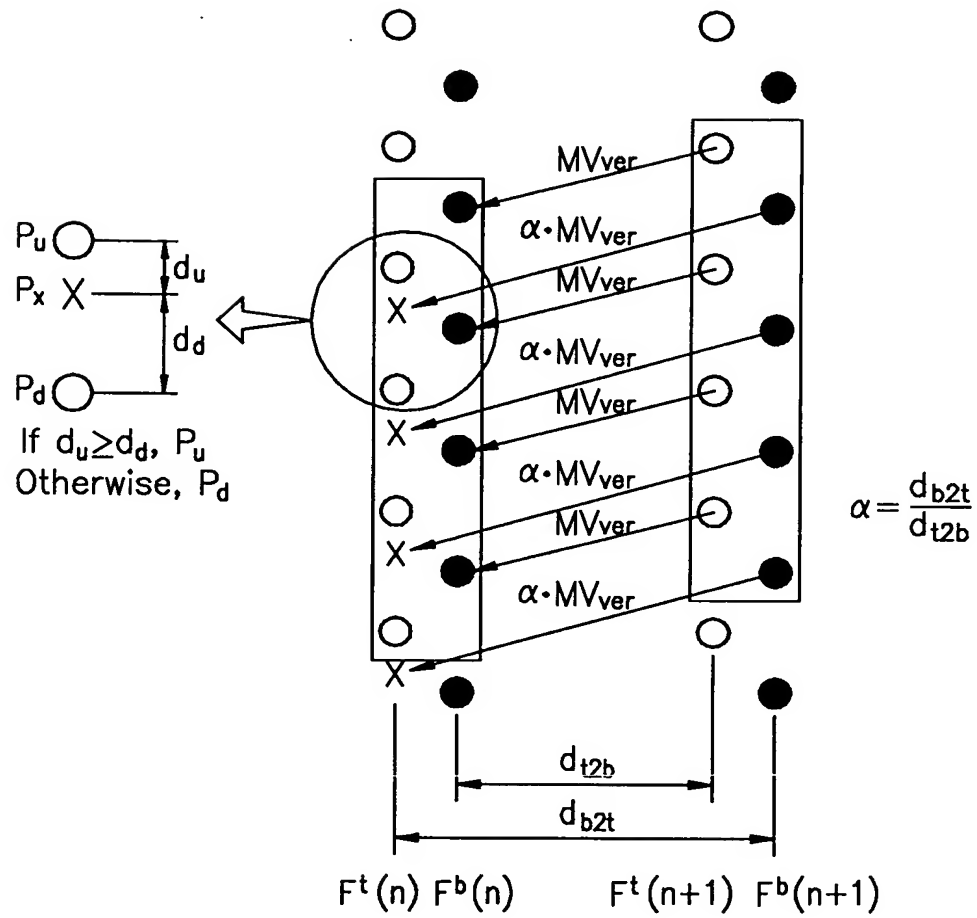 MVver
α·MVver
MVver
α·MVver
MVver
α·MVver
MVver
α·MVver
Pu
du
Px X
dd
Pd
If du≥dd, Pu
Otherwise, Pd
X
X
X
X
α = db2t
dt2b
dt2b
db2t
Fᵗ(n) Fᵇ(n) Fᵗ(n+1) Fᵇ(n+1)